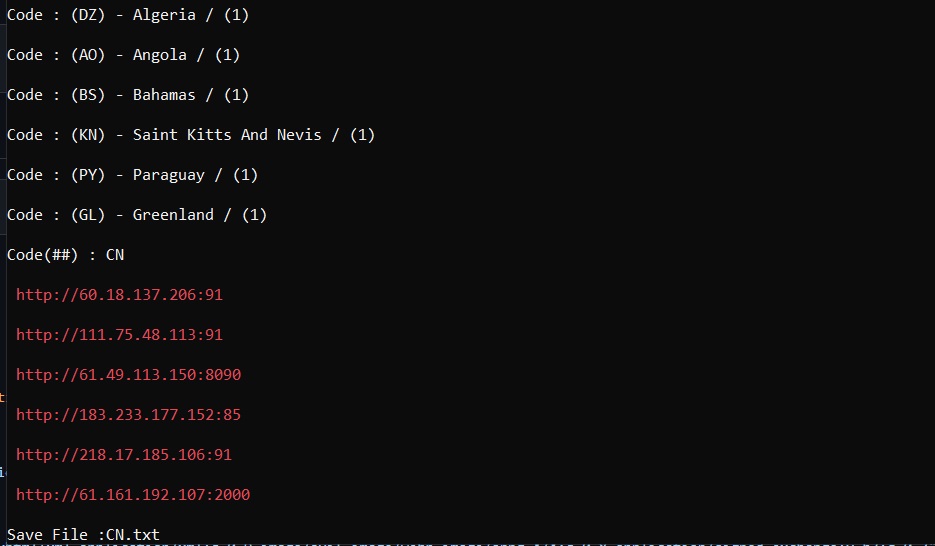 Code : (DZ) - Algeria / (1)
Code : (AO) - Angola / (1)
Code : (BS) - Bahamas / (1)
Code : (KN) - Saint Kitts And Nevis / (1)
Code : (PY) - Paraguay / (1)
Code : (GL) - Greenland / (1)
Code(##) : CN
http://60.18.137.206:91
http://111.75.48.113:91
http://61.49.113.150:8090
http://183.233.177.152:85
http://218.17.185.106:91
http://61.161.192.107:2000
Save File :CN.txt